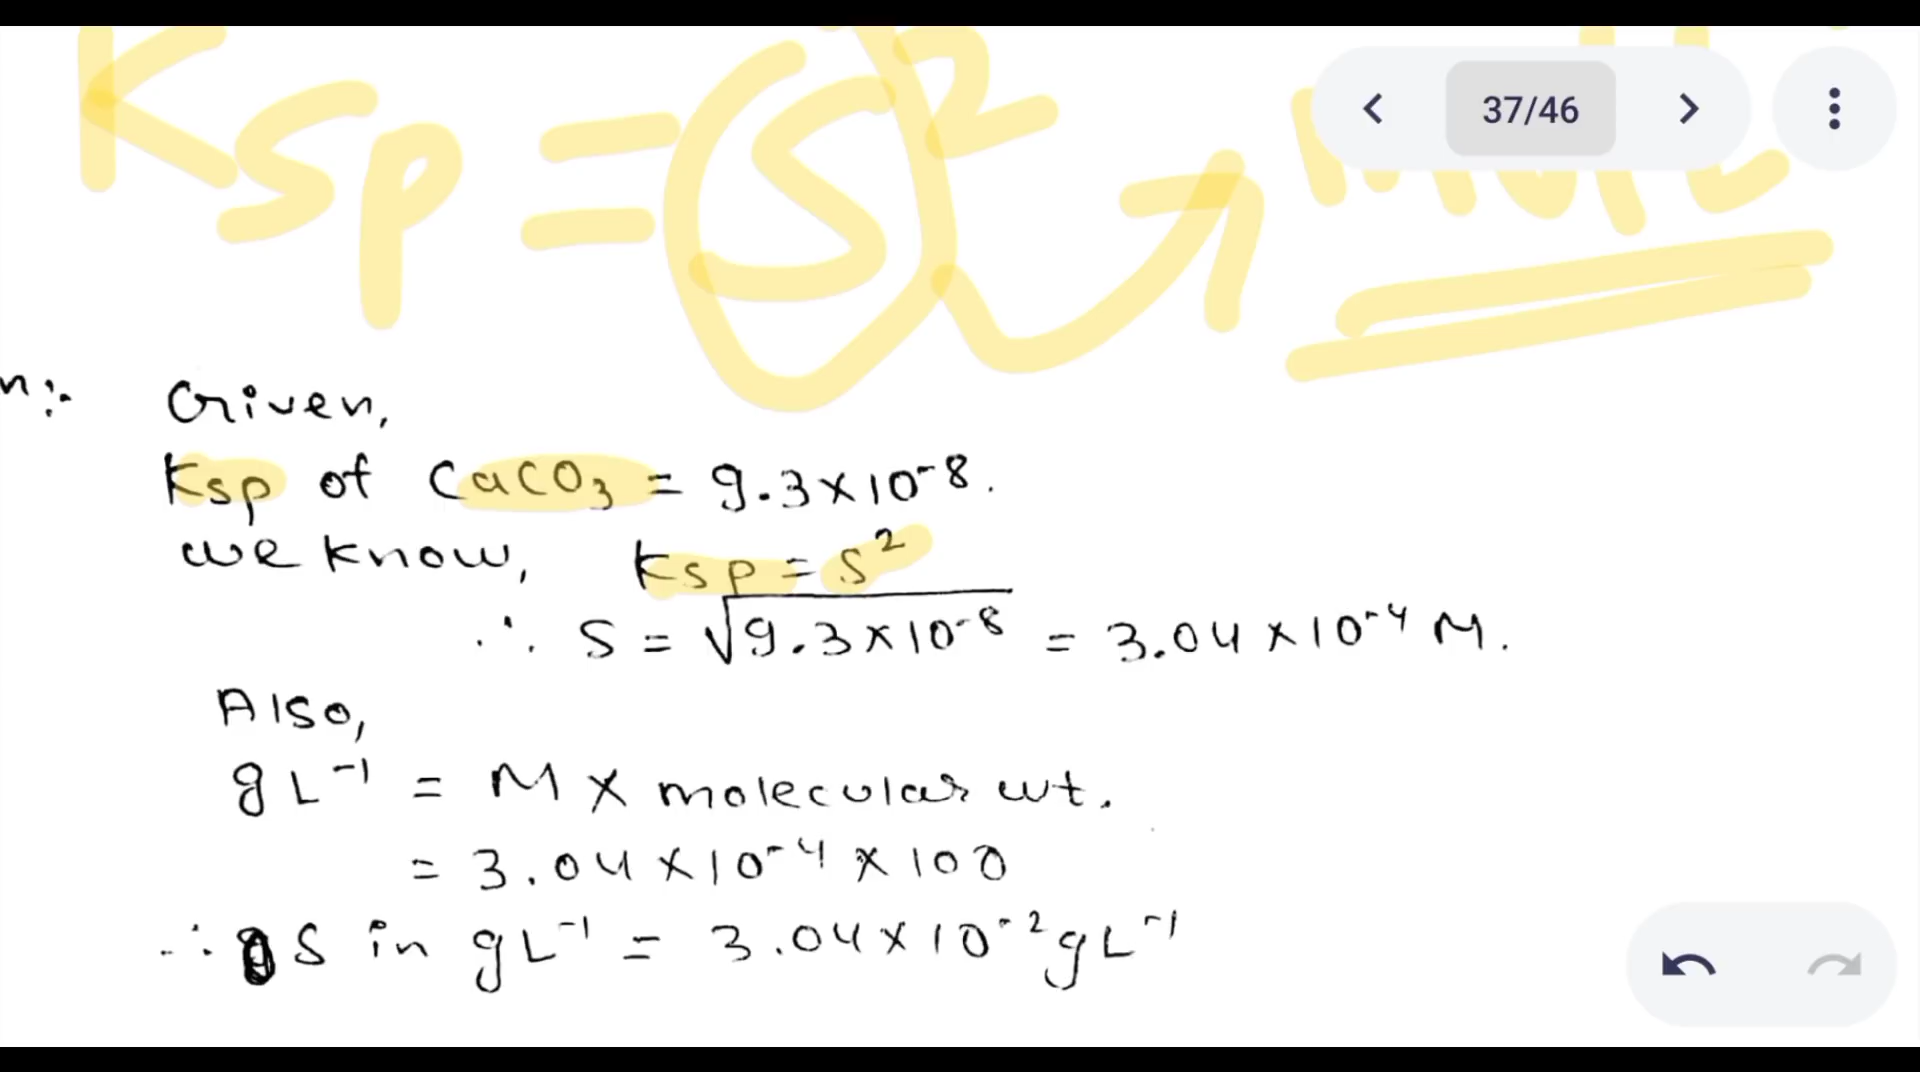 Ksp = S²
37/46
n:- Given,
Ksp of CaCO₃ = 9.3×10⁻⁸.
we know, Ksp = S²
∴ S = √9.3×10⁻⁸ = 3.04×10⁻⁴ M.
Also,
gL⁻¹ = M × molecular wt.
= 3.04×10⁻⁴ × 100
∴ S in gL⁻¹ = 3.04×10⁻² gL⁻¹